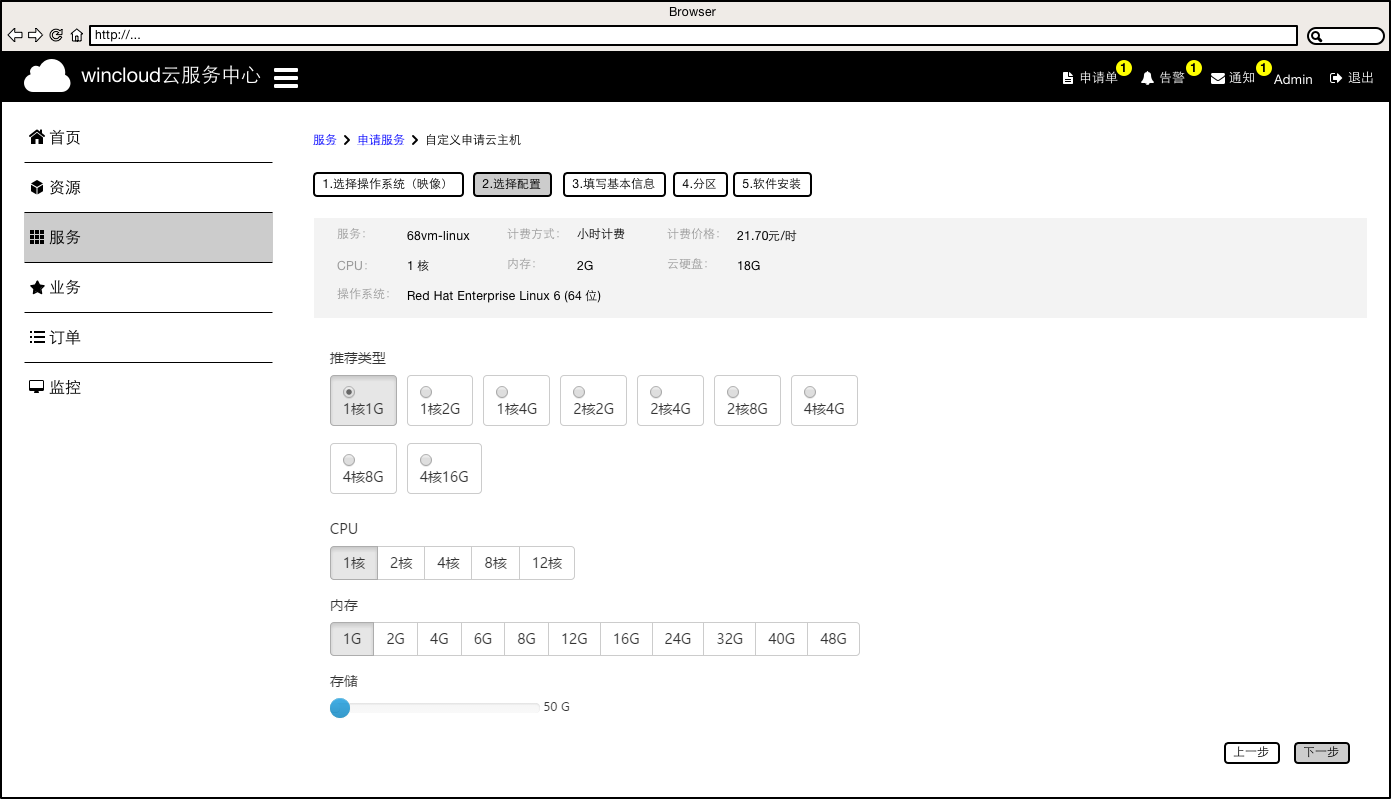 Browser
http://...
wincloud云服务中心
申请单 1 告警 1 通知 1 Admin 退出
首页
资源
服务
业务
订单
监控
服务 申请服务 自定义申请云主机
1.选择操作系统（映像） 2.选择配置 3.填写基本信息 4.分区 5.软件安装
服务： 68vm-linux 计费方式： 小时计费 计费价格： 21.70元/时
CPU： 1 核 内存： 2G 云硬盘： 18G
操作系统： Red Hat Enterprise Linux 6 (64 位)
推荐类型
1核1G 1核2G 1核4G 2核2G 2核4G 2核8G 4核4G
4核8G 4核16G
CPU
1核 2核 4核 8核 12核
内存
1G 2G 4G 6G 8G 12G 16G 24G 32G 40G 48G
存储
50 G
上一步 下一步